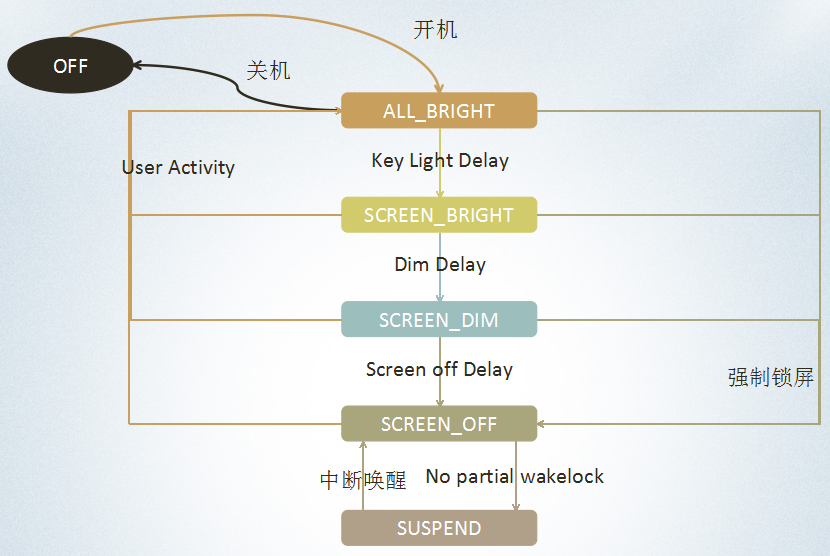 开机
OFF
关机
ALL_BRIGHT
User Activity
Key Light Delay
SCREEN_BRIGHT
Dim Delay
SCREEN_DIM
Screen off Delay
强制锁屏
SCREEN_OFF
中断唤醒
No partial wakelock
SUSPEND